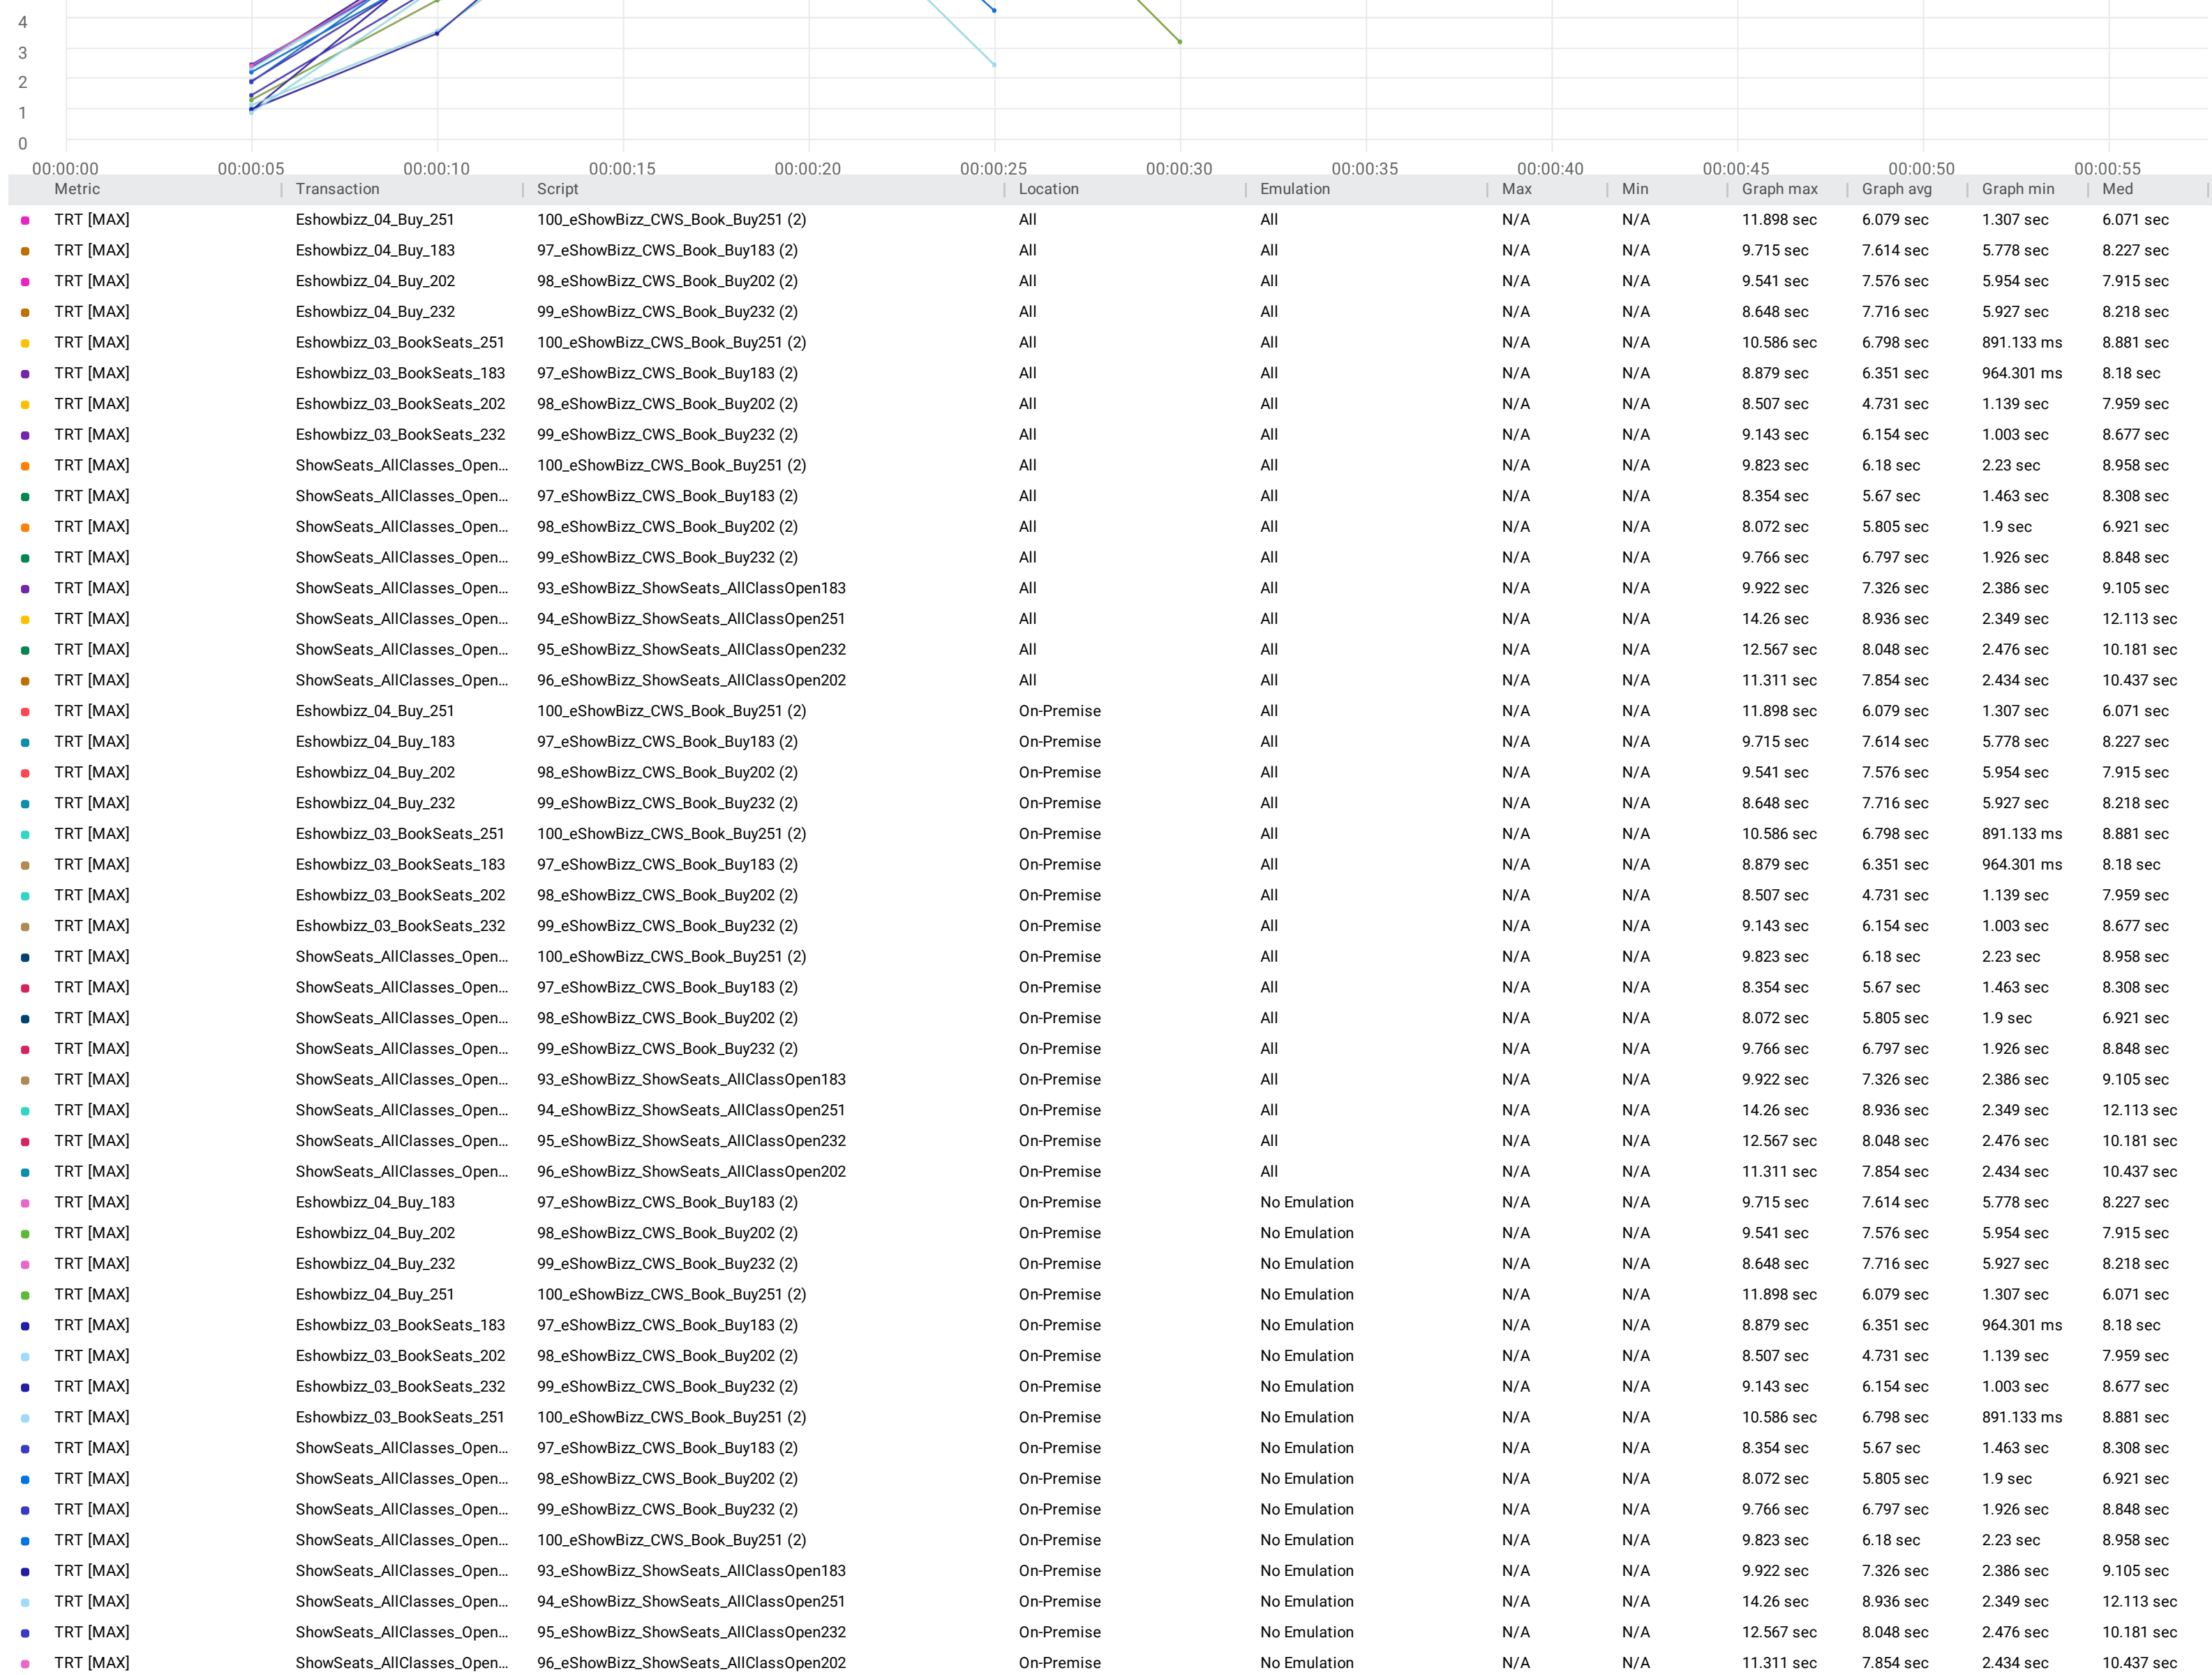 4
3
2
1
0
00:00:00 00:00:05 00:00:10 00:00:15 00:00:20 00:00:25 00:00:30 00:00:35 00:00:40 00:00:45 00:00:50 00:00:55
Metric Transaction Script Location Emulation Max Min Graph max Graph avg Graph min Med
TRT [MAX] Eshowbizz_04_Buy_251 100_eShowBizz_CWS_Book_Buy251 (2) All All N/A N/A 11.898 sec 6.079 sec 1.307 sec 6.071 sec
TRT [MAX] Eshowbizz_04_Buy_183 97_eShowBizz_CWS_Book_Buy183 (2) All All N/A N/A 9.715 sec 7.614 sec 5.778 sec 8.227 sec
TRT [MAX] Eshowbizz_04_Buy_202 98_eShowBizz_CWS_Book_Buy202 (2) All All N/A N/A 9.541 sec 7.576 sec 5.954 sec 7.915 sec
TRT [MAX] Eshowbizz_04_Buy_232 99_eShowBizz_CWS_Book_Buy232 (2) All All N/A N/A 8.648 sec 7.716 sec 5.927 sec 8.218 sec
TRT [MAX] Eshowbizz_03_BookSeats_251 100_eShowBizz_CWS_Book_Buy251 (2) All All N/A N/A 10.586 sec 6.798 sec 891.133 ms 8.881 sec
TRT [MAX] Eshowbizz_03_BookSeats_183 97_eShowBizz_CWS_Book_Buy183 (2) All All N/A N/A 8.879 sec 6.351 sec 964.301 ms 8.18 sec
TRT [MAX] Eshowbizz_03_BookSeats_202 98_eShowBizz_CWS_Book_Buy202 (2) All All N/A N/A 8.507 sec 4.731 sec 1.139 sec 7.959 sec
TRT [MAX] Eshowbizz_03_BookSeats_232 99_eShowBizz_CWS_Book_Buy232 (2) All All N/A N/A 9.143 sec 6.154 sec 1.003 sec 8.677 sec
TRT [MAX] ShowSeats_AllClasses_Open... 100_eShowBizz_CWS_Book_Buy251 (2) All All N/A N/A 9.823 sec 6.18 sec 2.23 sec 8.958 sec
TRT [MAX] ShowSeats_AllClasses_Open... 97_eShowBizz_CWS_Book_Buy183 (2) All All N/A N/A 8.354 sec 5.67 sec 1.463 sec 8.308 sec
TRT [MAX] ShowSeats_AllClasses_Open... 98_eShowBizz_CWS_Book_Buy202 (2) All All N/A N/A 8.072 sec 5.805 sec 1.9 sec 6.921 sec
TRT [MAX] ShowSeats_AllClasses_Open... 99_eShowBizz_CWS_Book_Buy232 (2) All All N/A N/A 9.766 sec 6.797 sec 1.926 sec 8.848 sec
TRT [MAX] ShowSeats_AllClasses_Open... 93_eShowBizz_ShowSeats_AllClassOpen183 All All N/A N/A 9.922 sec 7.326 sec 2.386 sec 9.105 sec
TRT [MAX] ShowSeats_AllClasses_Open... 94_eShowBizz_ShowSeats_AllClassOpen251 All All N/A N/A 14.26 sec 8.936 sec 2.349 sec 12.113 sec
TRT [MAX] ShowSeats_AllClasses_Open... 95_eShowBizz_ShowSeats_AllClassOpen232 All All N/A N/A 12.567 sec 8.048 sec 2.476 sec 10.181 sec
TRT [MAX] ShowSeats_AllClasses_Open... 96_eShowBizz_ShowSeats_AllClassOpen202 All All N/A N/A 11.311 sec 7.854 sec 2.434 sec 10.437 sec
TRT [MAX] Eshowbizz_04_Buy_251 100_eShowBizz_CWS_Book_Buy251 (2) On-Premise All N/A N/A 11.898 sec 6.079 sec 1.307 sec 6.071 sec
TRT [MAX] Eshowbizz_04_Buy_183 97_eShowBizz_CWS_Book_Buy183 (2) On-Premise All N/A N/A 9.715 sec 7.614 sec 5.778 sec 8.227 sec
TRT [MAX] Eshowbizz_04_Buy_202 98_eShowBizz_CWS_Book_Buy202 (2) On-Premise All N/A N/A 9.541 sec 7.576 sec 5.954 sec 7.915 sec
TRT [MAX] Eshowbizz_04_Buy_232 99_eShowBizz_CWS_Book_Buy232 (2) On-Premise All N/A N/A 8.648 sec 7.716 sec 5.927 sec 8.218 sec
TRT [MAX] Eshowbizz_03_BookSeats_251 100_eShowBizz_CWS_Book_Buy251 (2) On-Premise All N/A N/A 10.586 sec 6.798 sec 891.133 ms 8.881 sec
TRT [MAX] Eshowbizz_03_BookSeats_183 97_eShowBizz_CWS_Book_Buy183 (2) On-Premise All N/A N/A 8.879 sec 6.351 sec 964.301 ms 8.18 sec
TRT [MAX] Eshowbizz_03_BookSeats_202 98_eShowBizz_CWS_Book_Buy202 (2) On-Premise All N/A N/A 8.507 sec 4.731 sec 1.139 sec 7.959 sec
TRT [MAX] Eshowbizz_03_BookSeats_232 99_eShowBizz_CWS_Book_Buy232 (2) On-Premise All N/A N/A 9.143 sec 6.154 sec 1.003 sec 8.677 sec
TRT [MAX] ShowSeats_AllClasses_Open... 100_eShowBizz_CWS_Book_Buy251 (2) On-Premise All N/A N/A 9.823 sec 6.18 sec 2.23 sec 8.958 sec
TRT [MAX] ShowSeats_AllClasses_Open... 97_eShowBizz_CWS_Book_Buy183 (2) On-Premise All N/A N/A 8.354 sec 5.67 sec 1.463 sec 8.308 sec
TRT [MAX] ShowSeats_AllClasses_Open... 98_eShowBizz_CWS_Book_Buy202 (2) On-Premise All N/A N/A 8.072 sec 5.805 sec 1.9 sec 6.921 sec
TRT [MAX] ShowSeats_AllClasses_Open... 99_eShowBizz_CWS_Book_Buy232 (2) On-Premise All N/A N/A 9.766 sec 6.797 sec 1.926 sec 8.848 sec
TRT [MAX] ShowSeats_AllClasses_Open... 93_eShowBizz_ShowSeats_AllClassOpen183 On-Premise All N/A N/A 9.922 sec 7.326 sec 2.386 sec 9.105 sec
TRT [MAX] ShowSeats_AllClasses_Open... 94_eShowBizz_ShowSeats_AllClassOpen251 On-Premise All N/A N/A 14.26 sec 8.936 sec 2.349 sec 12.113 sec
TRT [MAX] ShowSeats_AllClasses_Open... 95_eShowBizz_ShowSeats_AllClassOpen232 On-Premise All N/A N/A 12.567 sec 8.048 sec 2.476 sec 10.181 sec
TRT [MAX] ShowSeats_AllClasses_Open... 96_eShowBizz_ShowSeats_AllClassOpen202 On-Premise All N/A N/A 11.311 sec 7.854 sec 2.434 sec 10.437 sec
TRT [MAX] Eshowbizz_04_Buy_183 97_eShowBizz_CWS_Book_Buy183 (2) On-Premise No Emulation N/A N/A 9.715 sec 7.614 sec 5.778 sec 8.227 sec
TRT [MAX] Eshowbizz_04_Buy_202 98_eShowBizz_CWS_Book_Buy202 (2) On-Premise No Emulation N/A N/A 9.541 sec 7.576 sec 5.954 sec 7.915 sec
TRT [MAX] Eshowbizz_04_Buy_232 99_eShowBizz_CWS_Book_Buy232 (2) On-Premise No Emulation N/A N/A 8.648 sec 7.716 sec 5.927 sec 8.218 sec
TRT [MAX] Eshowbizz_04_Buy_251 100_eShowBizz_CWS_Book_Buy251 (2) On-Premise No Emulation N/A N/A 11.898 sec 6.079 sec 1.307 sec 6.071 sec
TRT [MAX] Eshowbizz_03_BookSeats_183 97_eShowBizz_CWS_Book_Buy183 (2) On-Premise No Emulation N/A N/A 8.879 sec 6.351 sec 964.301 ms 8.18 sec
TRT [MAX] Eshowbizz_03_BookSeats_202 98_eShowBizz_CWS_Book_Buy202 (2) On-Premise No Emulation N/A N/A 8.507 sec 4.731 sec 1.139 sec 7.959 sec
TRT [MAX] Eshowbizz_03_BookSeats_232 99_eShowBizz_CWS_Book_Buy232 (2) On-Premise No Emulation N/A N/A 9.143 sec 6.154 sec 1.003 sec 8.677 sec
TRT [MAX] Eshowbizz_03_BookSeats_251 100_eShowBizz_CWS_Book_Buy251 (2) On-Premise No Emulation N/A N/A 10.586 sec 6.798 sec 891.133 ms 8.881 sec
TRT [MAX] ShowSeats_AllClasses_Open... 97_eShowBizz_CWS_Book_Buy183 (2) On-Premise No Emulation N/A N/A 8.354 sec 5.67 sec 1.463 sec 8.308 sec
TRT [MAX] ShowSeats_AllClasses_Open... 98_eShowBizz_CWS_Book_Buy202 (2) On-Premise No Emulation N/A N/A 8.072 sec 5.805 sec 1.9 sec 6.921 sec
TRT [MAX] ShowSeats_AllClasses_Open... 99_eShowBizz_CWS_Book_Buy232 (2) On-Premise No Emulation N/A N/A 9.766 sec 6.797 sec 1.926 sec 8.848 sec
TRT [MAX] ShowSeats_AllClasses_Open... 100_eShowBizz_CWS_Book_Buy251 (2) On-Premise No Emulation N/A N/A 9.823 sec 6.18 sec 2.23 sec 8.958 sec
TRT [MAX] ShowSeats_AllClasses_Open... 93_eShowBizz_ShowSeats_AllClassOpen183 On-Premise No Emulation N/A N/A 9.922 sec 7.326 sec 2.386 sec 9.105 sec
TRT [MAX] ShowSeats_AllClasses_Open... 94_eShowBizz_ShowSeats_AllClassOpen251 On-Premise No Emulation N/A N/A 14.26 sec 8.936 sec 2.349 sec 12.113 sec
TRT [MAX] ShowSeats_AllClasses_Open... 95_eShowBizz_ShowSeats_AllClassOpen232 On-Premise No Emulation N/A N/A 12.567 sec 8.048 sec 2.476 sec 10.181 sec
TRT [MAX] ShowSeats_AllClasses_Open... 96_eShowBizz_ShowSeats_AllClassOpen202 On-Premise No Emulation N/A N/A 11.311 sec 7.854 sec 2.434 sec 10.437 sec